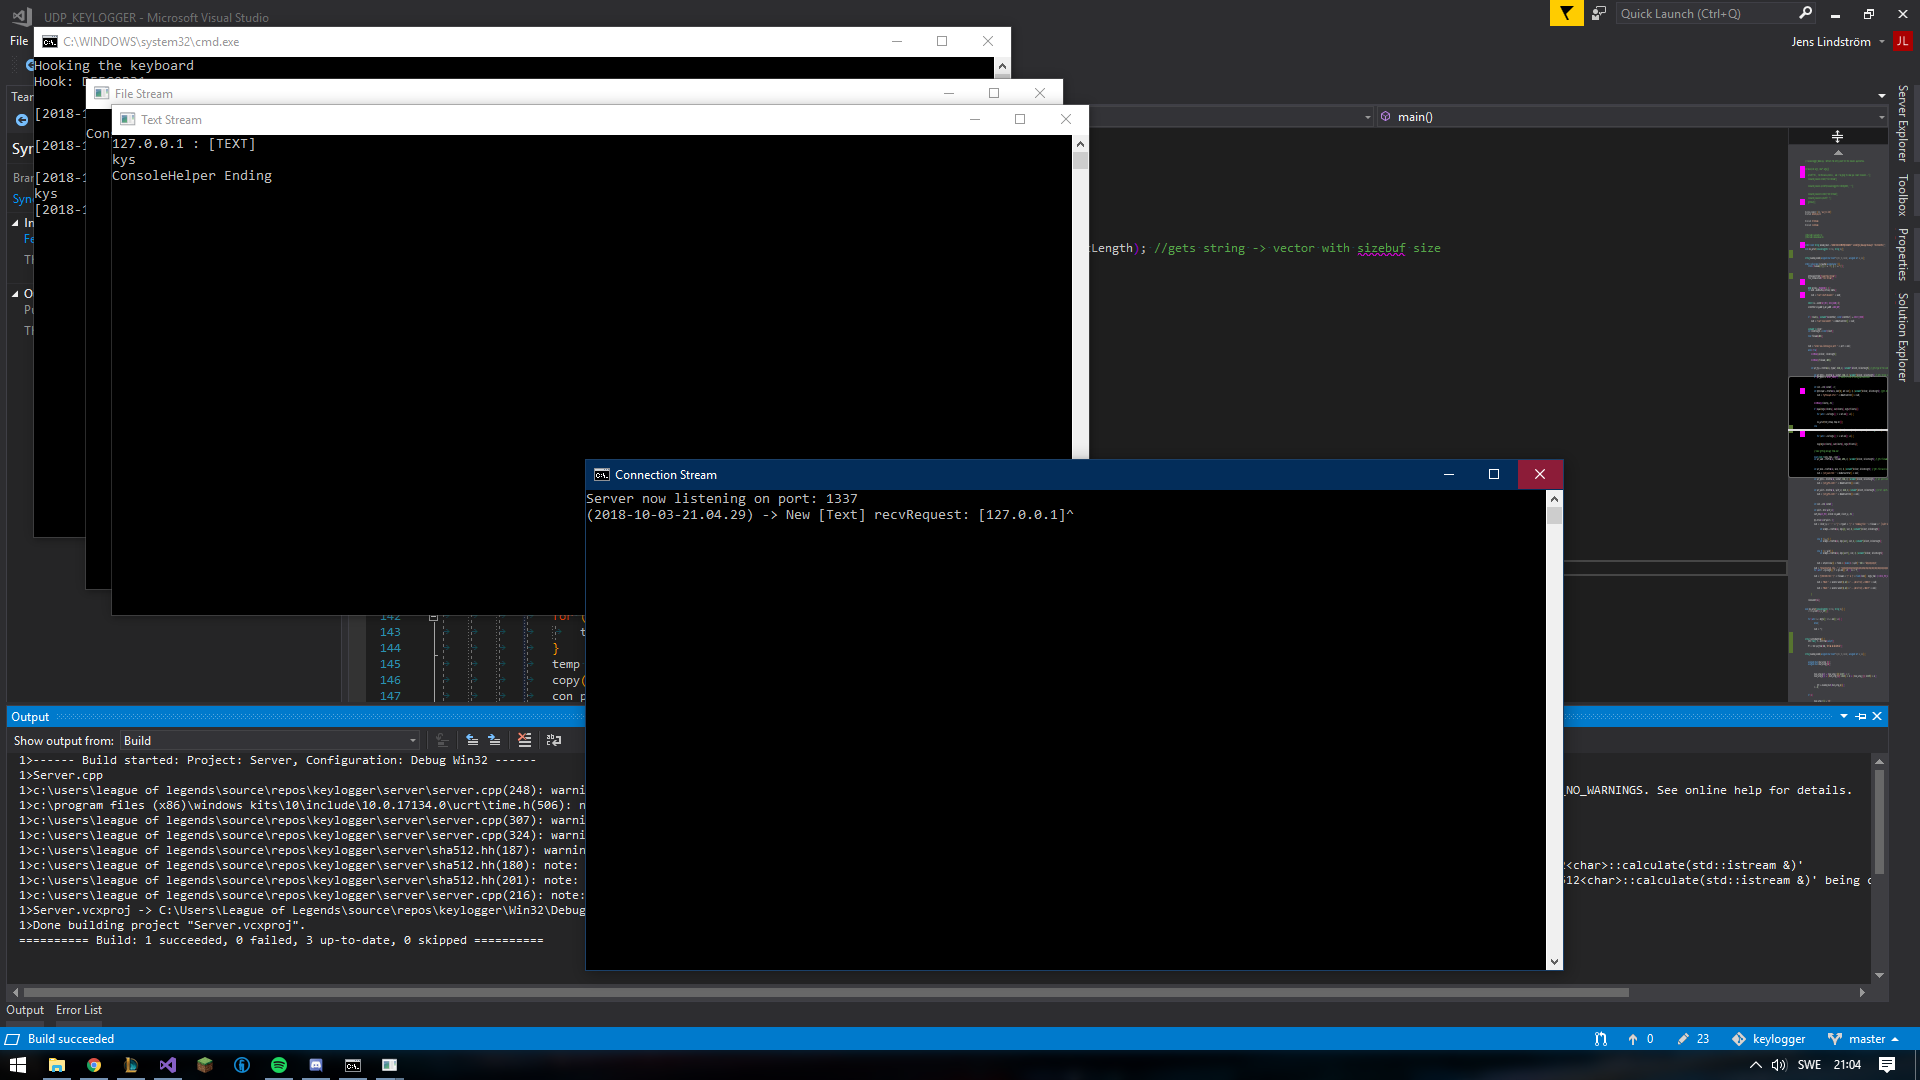 UDP_KEYLOGGER - Microsoft Visual Studio
Quick Launch (Ctrl+Q)
File
C:\WINDOWS\system32\cmd.exe
Jens Lindström
JL
Hooking the keyboard
Hook:
File Stream
Text Stream
main()
[2018-1
[2018-1
[2018-1
kys
[2018-1
127.0.0.1 : [TEXT]
kys
ConsoleHelper Ending
Length); //gets string -> vector with sizebuf size
Server Explorer
Toolbox
Properties
Solution Explorer
Connection Stream
Server now listening on port: 1337
(2018-10-03-21.04.29) -> New [Text] recvRequest: [127.0.0.1]^
142 for (
143 t
144 }
145 temp
146 copy(
147 con p
Output
Show output from: Build
1>------ Build started: Project: Server, Configuration: Debug Win32 ------
1>Server.cpp
1>c:\users\league of legends\source\repos\keylogger\server\server.cpp(248): warni
_NO_WARNINGS. See online help for details.
1>c:\program files (x86)\windows kits\10\include\10.0.17134.0\ucrt\time.h(506): n
1>c:\users\league of legends\source\repos\keylogger\server\server.cpp(307): warni
1>c:\users\league of legends\source\repos\keylogger\server\server.cpp(324): warni
1>c:\users\league of legends\source\repos\keylogger\server\sha512.hh(187): warnin
1>c:\users\league of legends\source\repos\keylogger\server\sha512.hh(180): note:
<char>::calculate(std::istream &)'
1>c:\users\league of legends\source\repos\keylogger\server\sha512.hh(201): note:
12<char>::calculate(std::istream &)' being c
1>c:\users\league of legends\source\repos\keylogger\server\server.cpp(216): note:
1>Server.vcxproj -> C:\Users\League of Legends\source\repos\keylogger\Win32\Debug
1>Done building project "Server.vcxproj".
========== Build: 1 succeeded, 0 failed, 3 up-to-date, 0 skipped ==========
Output Error List
Build succeeded
0 23 keylogger master
SWE 21:04